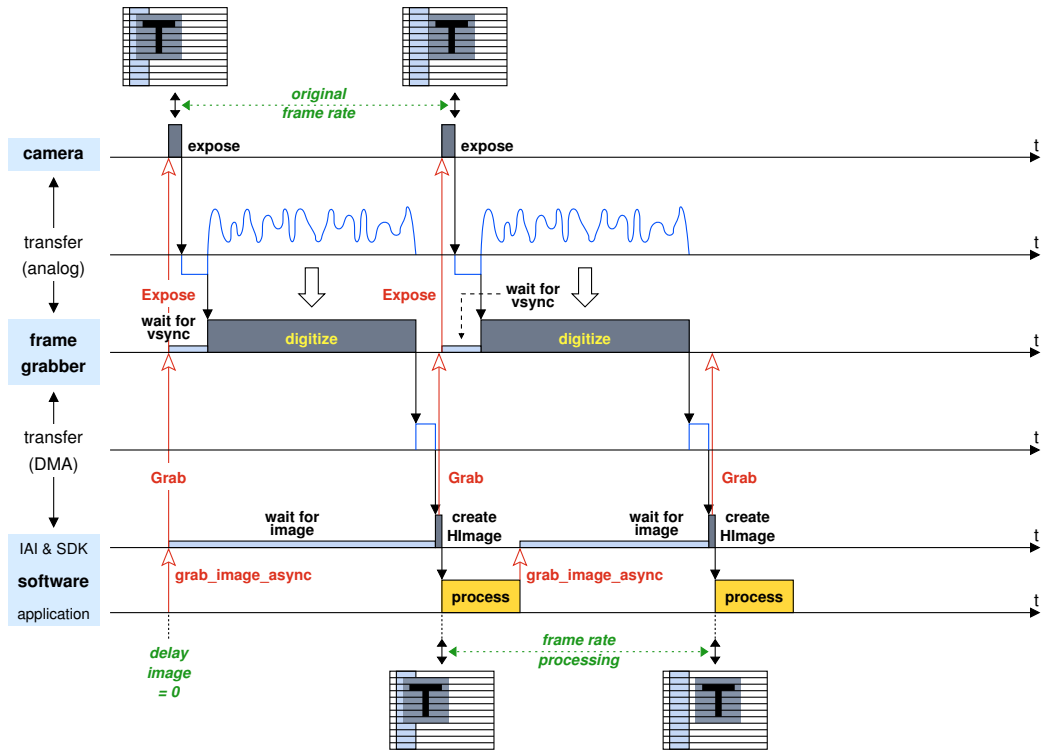 T
T
original
frame rate
expose
expose
t
camera
transfer
(analog)
t
Expose
Expose
wait for
vsync
wait for
vsync
digitize
digitize
t
frame
grabber
transfer
(DMA)
t
Grab
Grab
Grab
wait for
image
create
HImage
wait for
image
create
HImage
t
IAI & SDK
software
application
grab_image_async
grab_image_async
process
process
t
delay
image
= 0
frame rate
processing
T
T